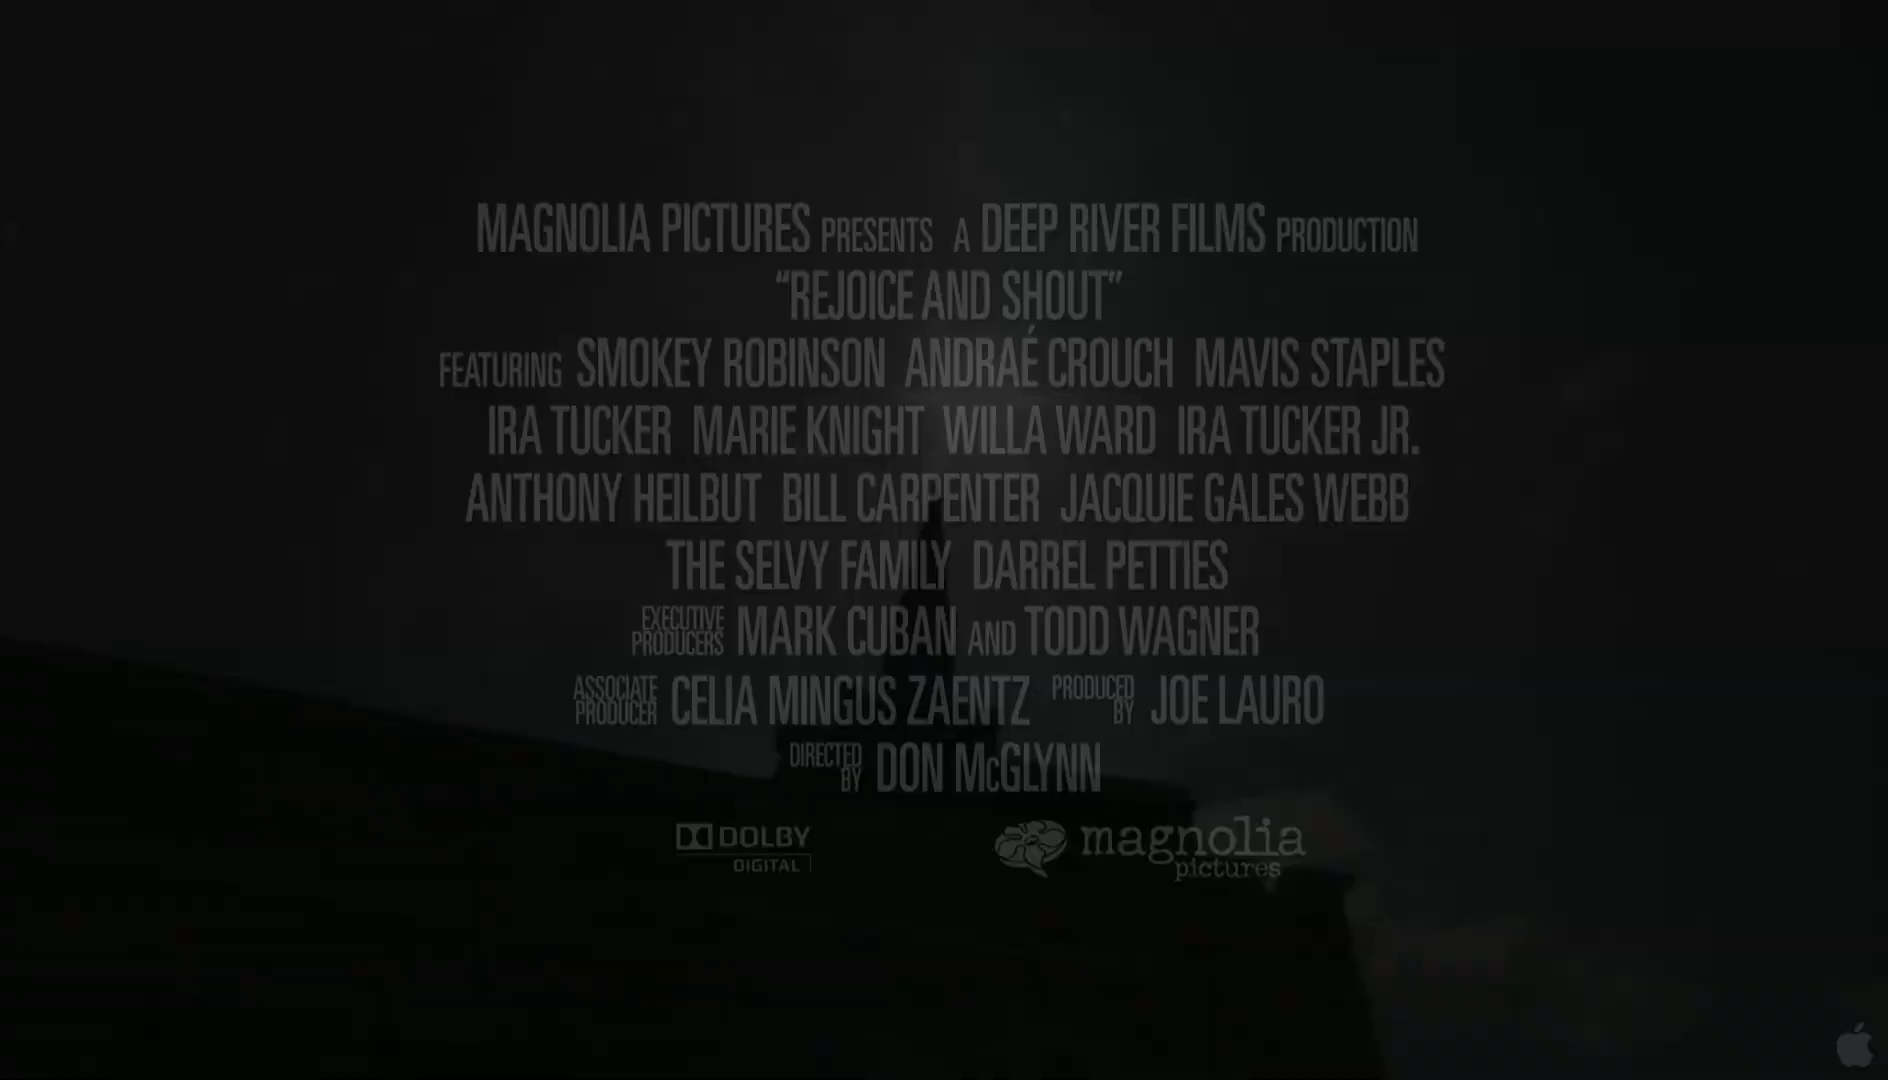 MAGNOLIA PICTURES PRESENTS A DEEP RIVER FILMS PRODUCTION
“REJOICE AND SHOUT”
FEATURING SMOKEY ROBINSON ANDRAÉ CROUCH MAVIS STAPLES
IRA TUCKER MARIE KNIGHT WILLA WARD IRA TUCKER JR.
ANTHONY HEILBUT BILL CARPENTER JACQUIE GALES WEBB
THE SELVY FAMILY DARREL PETTIES
EXECUTIVE PRODUCERS MARK CUBAN AND TODD WAGNER
ASSOCIATE PRODUCER CELIA MINGUS ZAENTZ PRODUCED BY JOE LAURO
DIRECTED BY DON McGLYNN
DOLBY DIGITAL
magnolia pictures